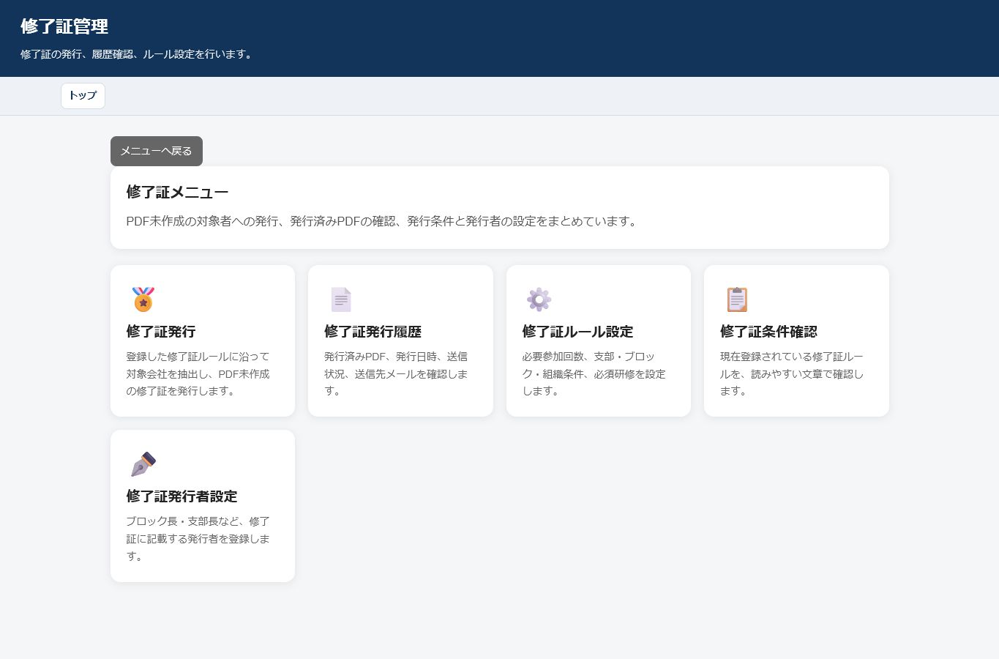 修了証管理
修了証の発行、履歴確認、ルール設定を行います。
トップ
メニューへ戻る
修了証メニュー
PDF未作成の対象者への発行、発行済みPDFの確認、発行条件と発行者の設定をまとめています。
修了証発行
登録した修了証ルールに沿って
対象会社を抽出し、PDF未作成
の修了証を発行します。
修了証発行履歴
発行済みPDF、発行日時、送信
状況、送信先メールを確認しま
す。
修了証ルール設定
必要参加回数、支部・ブロッ
ク・組織条件、必須研修を設定
します。
修了証条件確認
現在登録されている修了証ルー
ルを、読みやすい文章で確認し
ます。
修了証発行者設定
ブロック長・支部長など、修了
証に記載する発行者を登録しま
す。